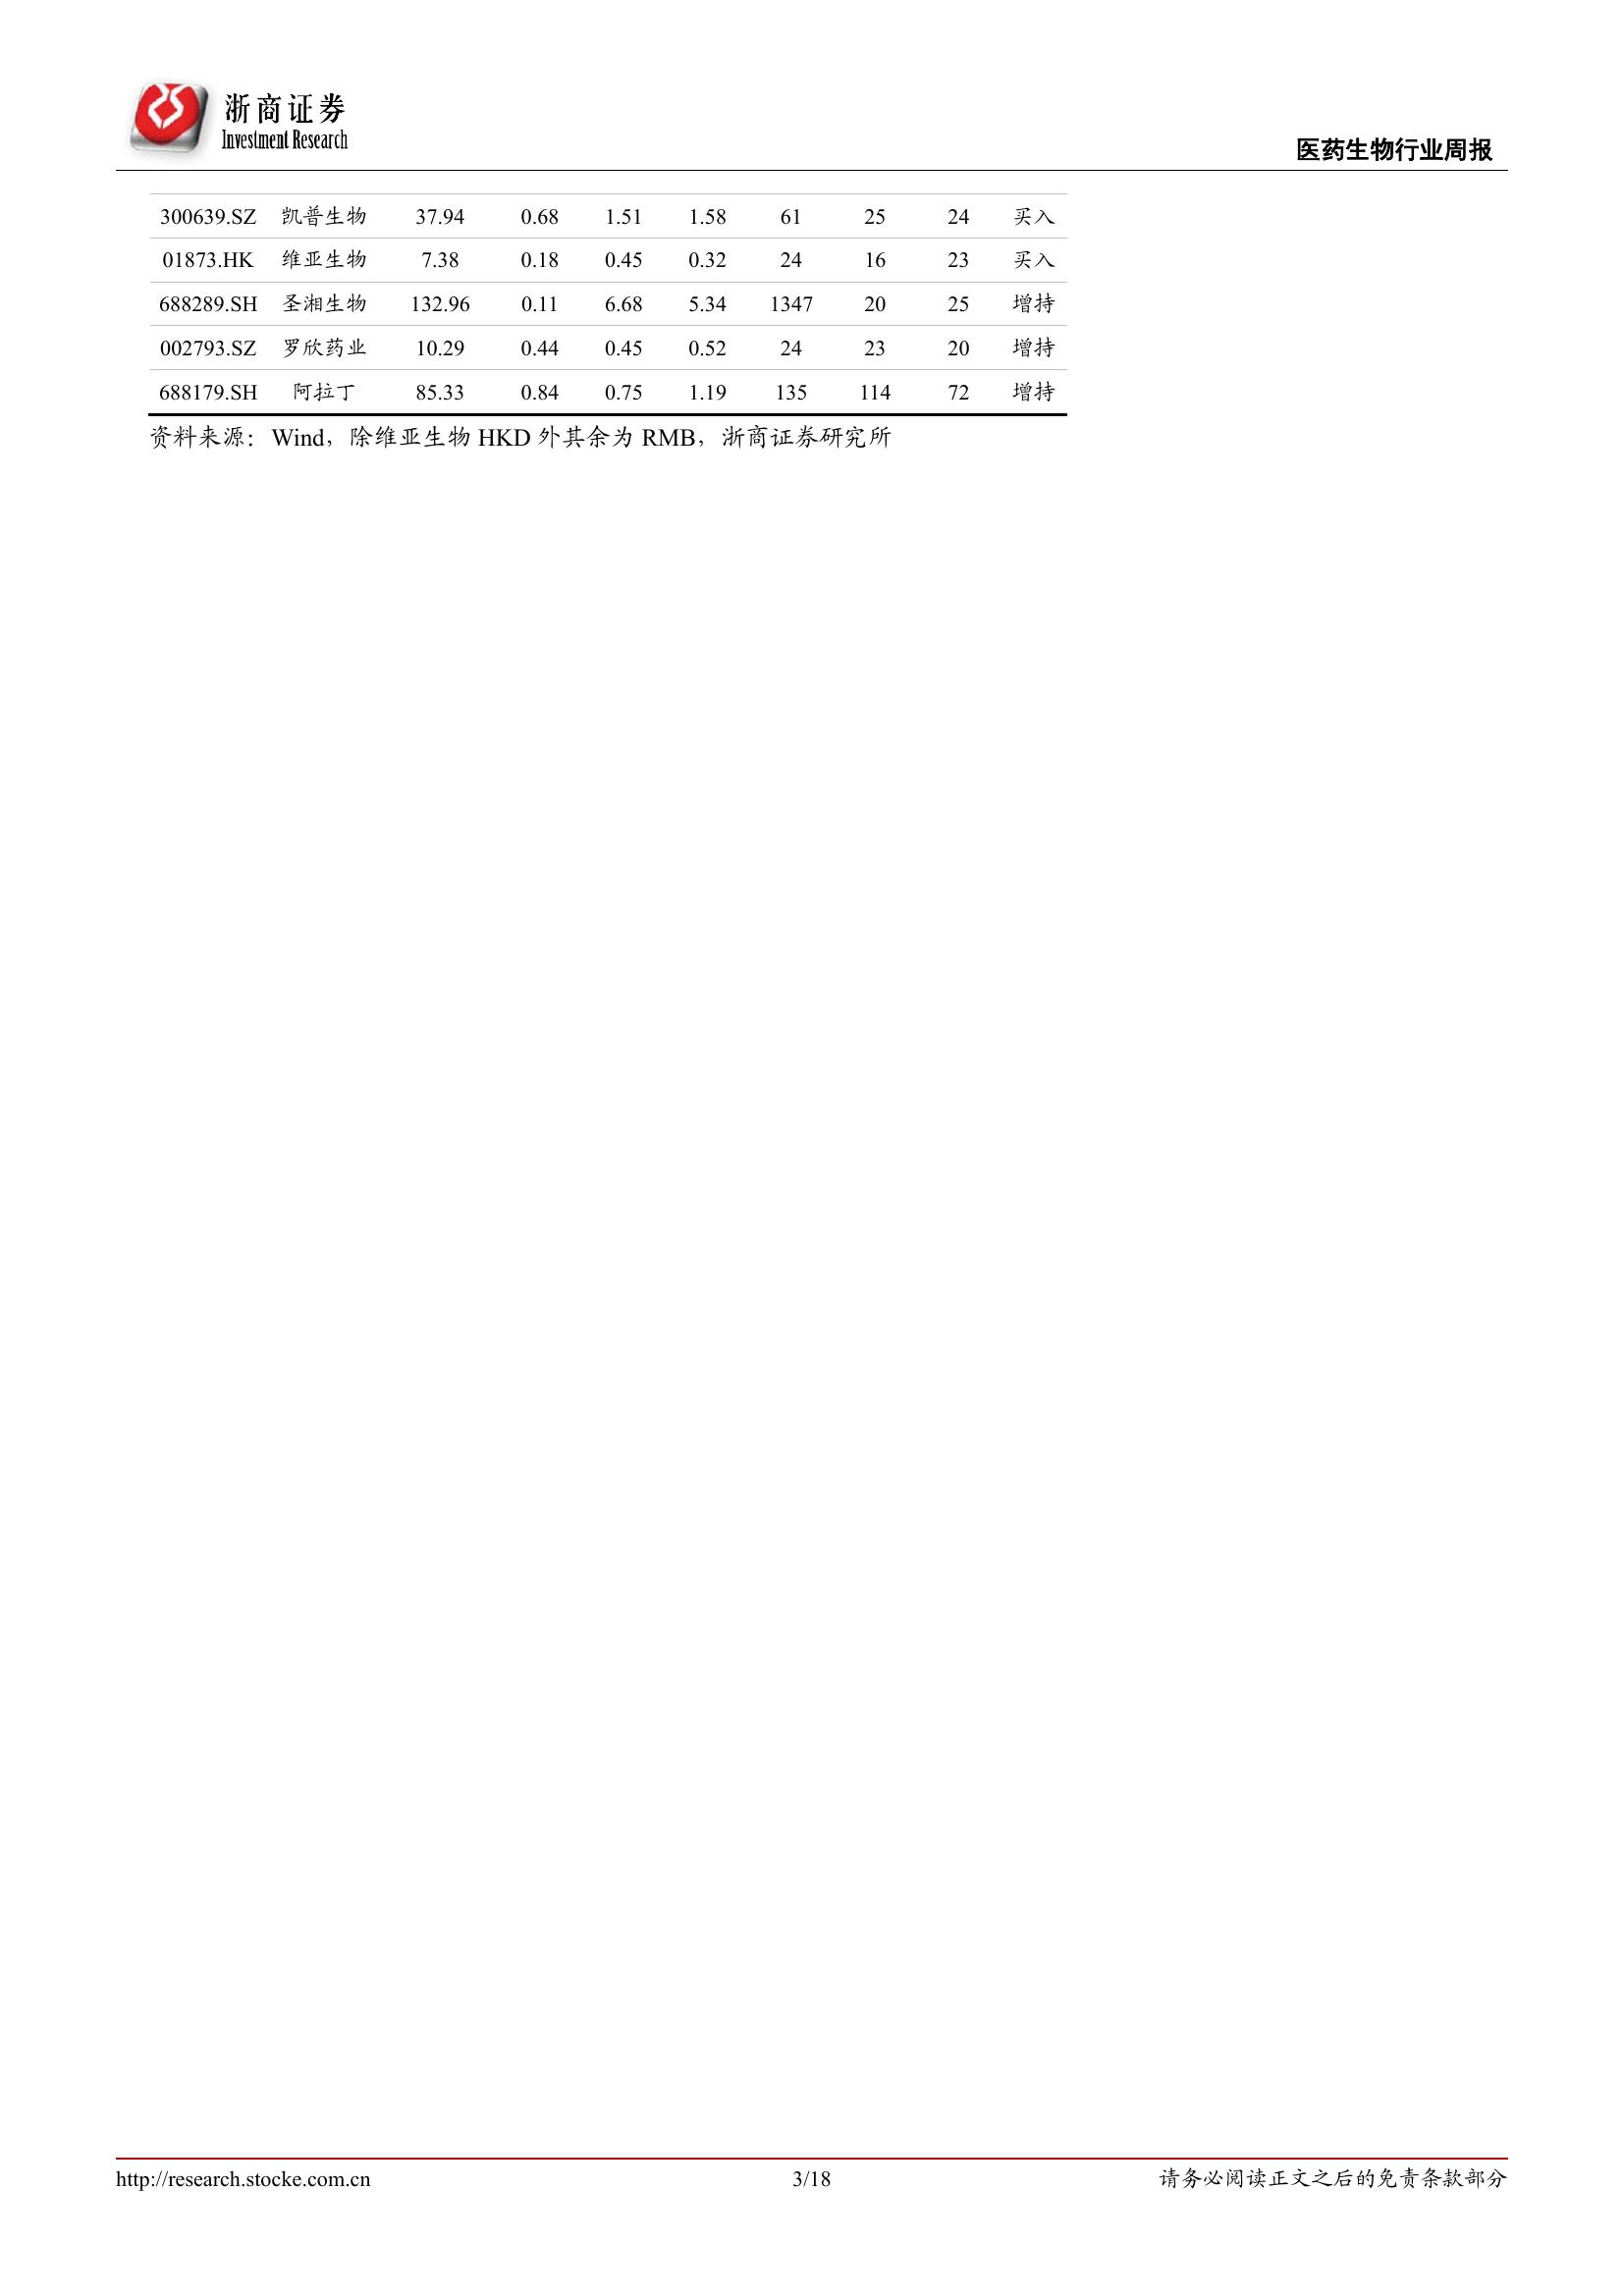 浙商证券
Investment Research
医药生物行业周报
300639.SZ 凯普生物 37.94 0.68 1.51 1.58 61 25 24 买入
01873.HK 维亚生物 7.38 0.18 0.45 0.32 24 16 23 买入
688289.SH 圣湘生物 132.96 0.11 6.68 5.34 1347 20 25 增持
002793.SZ 罗欣药业 10.29 0.44 0.45 0.52 24 23 20 增持
688179.SH 阿拉丁 85.33 0.84 0.75 1.19 135 114 72 增持
资料来源：Wind，除维亚生物 HKD 外其余为 RMB，浙商证券研究所
http://research.stocke.com.cn 3/18 请务必阅读正文之后的免责条款部分